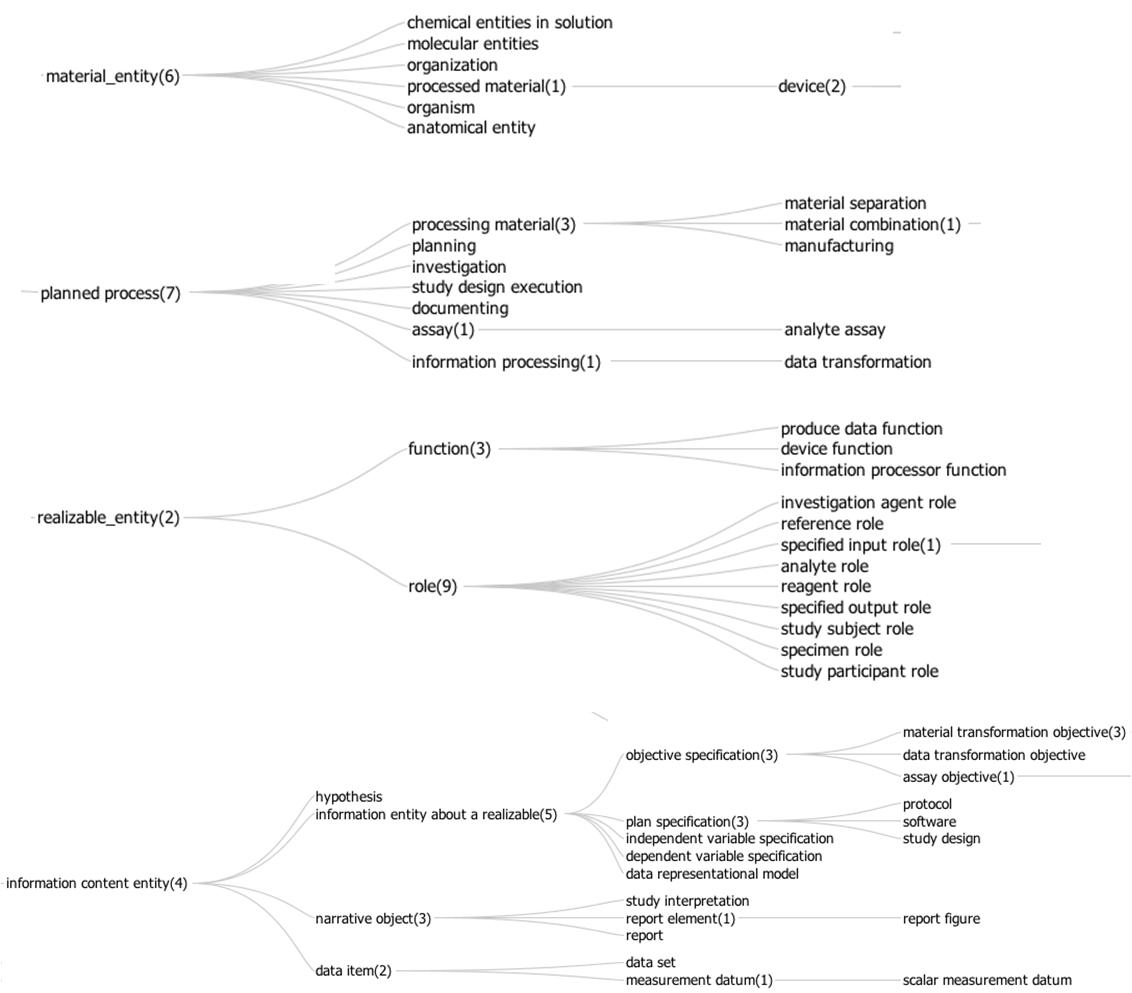 chemical entities in solution
molecular entities
organization
material_entity(6)
processed material(1)
device(2)
organism
anatomical entity
material separation
processing material(3)
material combination(1)
planning
manufacturing
investigation
study design execution
planned process(7)
documenting
assay(1)
analyte assay
information processing(1)
data transformation
produce data function
function(3)
device function
information processor function
investigation agent role
realizable_entity(2)
reference role
specified input role(1)
analyte role
role(9)
reagent role
specified output role
study subject role
specimen role
study participant role
material transformation objective(3)
objective specification(3)
data transformation objective
assay objective(1)
hypothesis
protocol
information entity about a realizable(5)
plan specification(3)
software
independent variable specification
study design
dependent variable specification
data representational model
information content entity(4)
study interpretation
narrative object(3)
report element(1)
report figure
report
data set
data item(2)
measurement datum(1)
scalar measurement datum